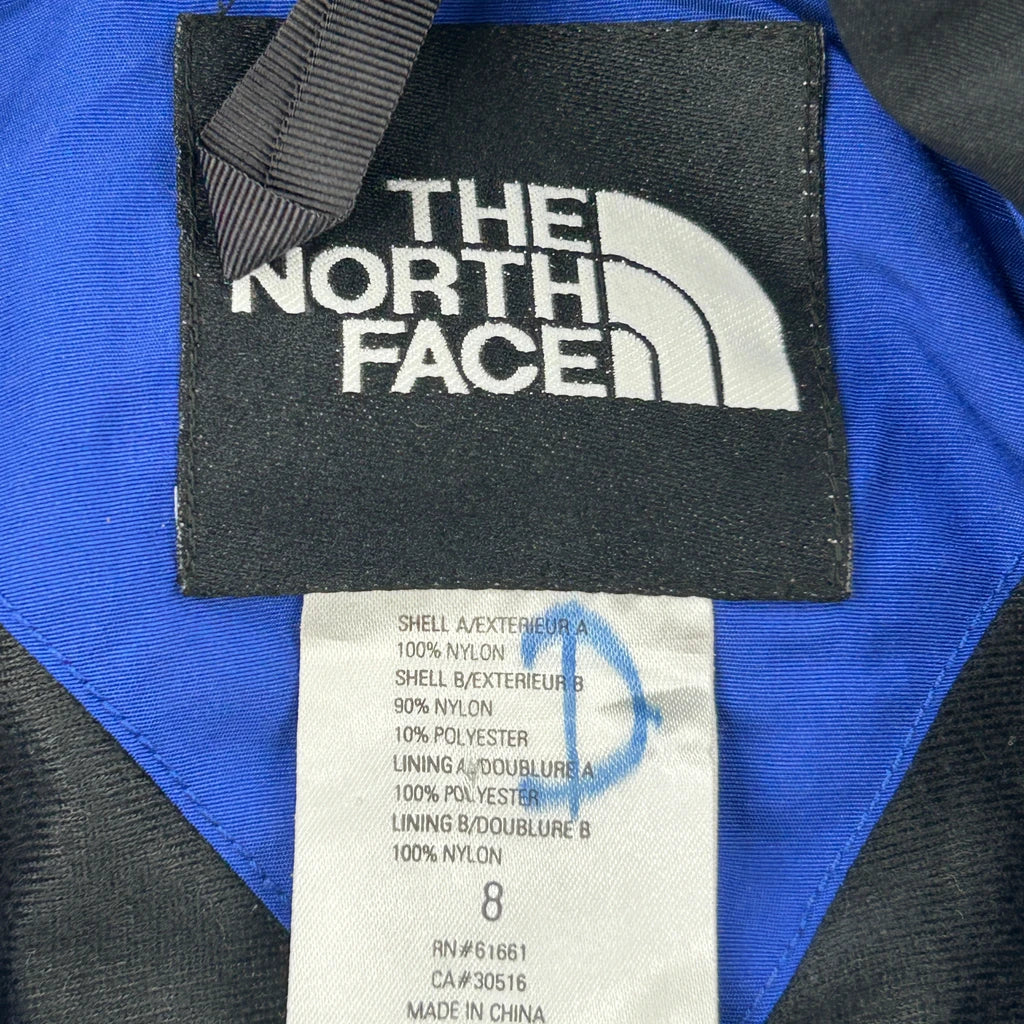 THE
NORTH
FACE
SHELL A/EXTERIEUR A
100% NYLON
SHELL B/EXTERIEUR B
90% NYLON
10% POLYESTER
LINING A/DOUBLURE A
100% POLYESTER
LINING B/DOUBLURE B
100% NYLON
8
RN#61661
CA#30516
MADE IN CHINA
D